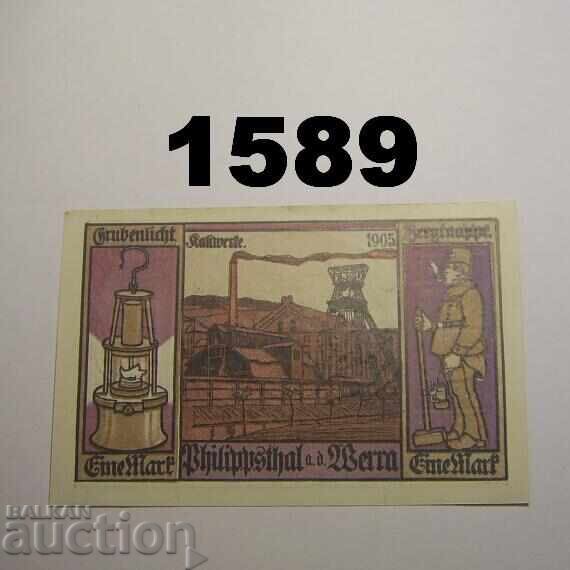 1589
Grubenlicht.
Kaliwerke.
1905
Bergknappe.
Eine Mark
Philippsthal a.d. Werra
Eine Mark
BALKAN
auction